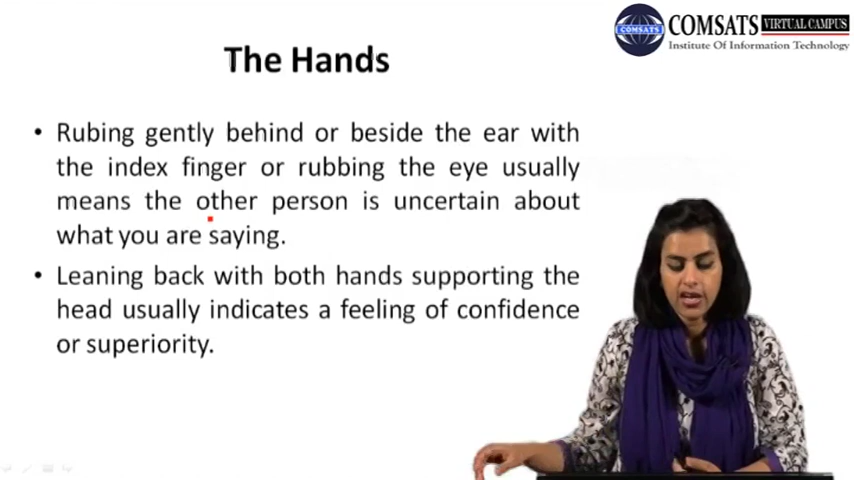 COMSATS VIRTUAL CAMPUS
COMSATS
Institute Of Information Technology
The Hands
• Rubing gently behind or beside the ear with
the index finger or rubbing the eye usually
means the other person is uncertain about
what you are saying.
• Leaning back with both hands supporting the
head usually indicates a feeling of confidence
or superiority.